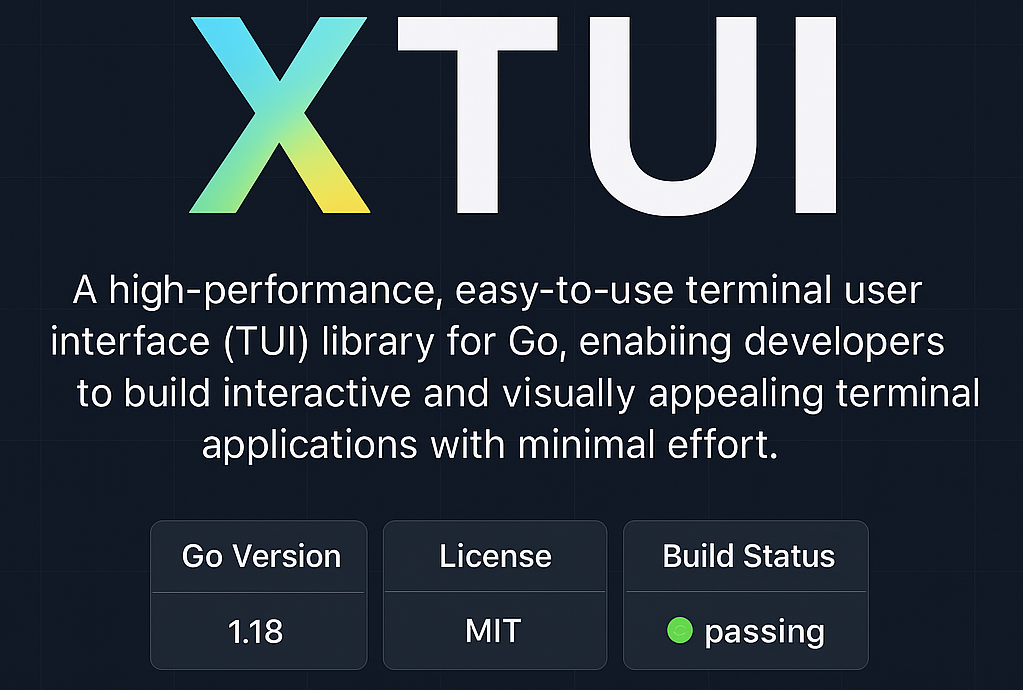 XTUI
A high-performance, easy-to-use terminal user
interface (TUI) library for Go, enabiing developers
to build interactive and visually appealing terminal
applications with minimal effort.
Go Version
1.18
License
MIT
Build Status
passing